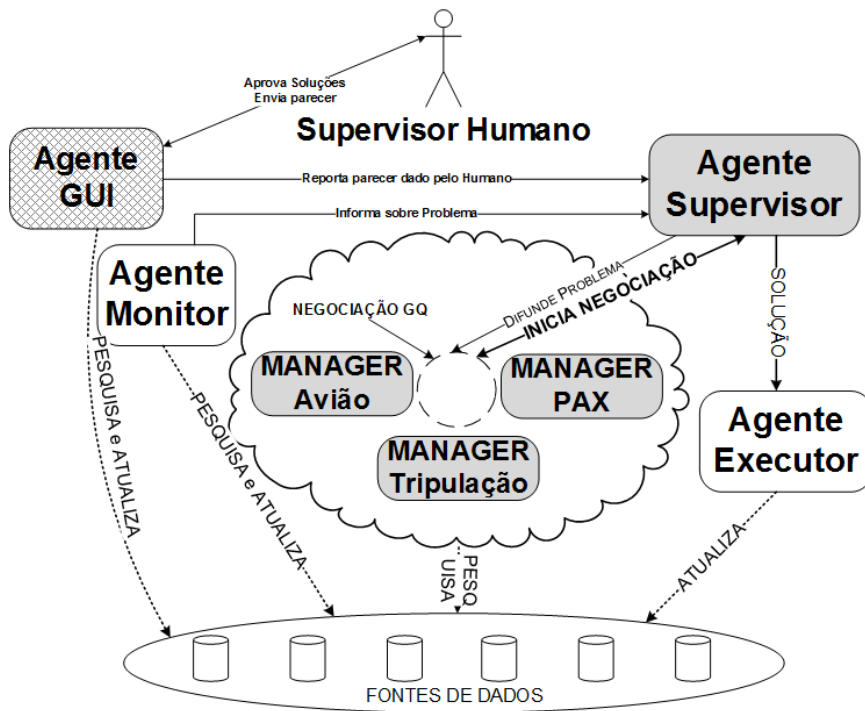 Aprova Soluções
Envia parecer
Supervisor Humano
Agente
GUI
Reporta parecer dado pelo Humano
Agente
Supervisor
Informa sobre Problema
Agente
Monitor
DIFUNDE PROBLEMA
INICIA NEGOCIAÇÃO
SOLUÇÃO
NEGOCIAÇÃO GQ
MANAGER
Avião
MANAGER
PAX
MANAGER
Tripulação
Agente
Executor
PESQUISA e ATUALIZA
PESQUISA e ATUALIZA
PESQ
UISA
ATUALIZA
FONTES DE DADOS